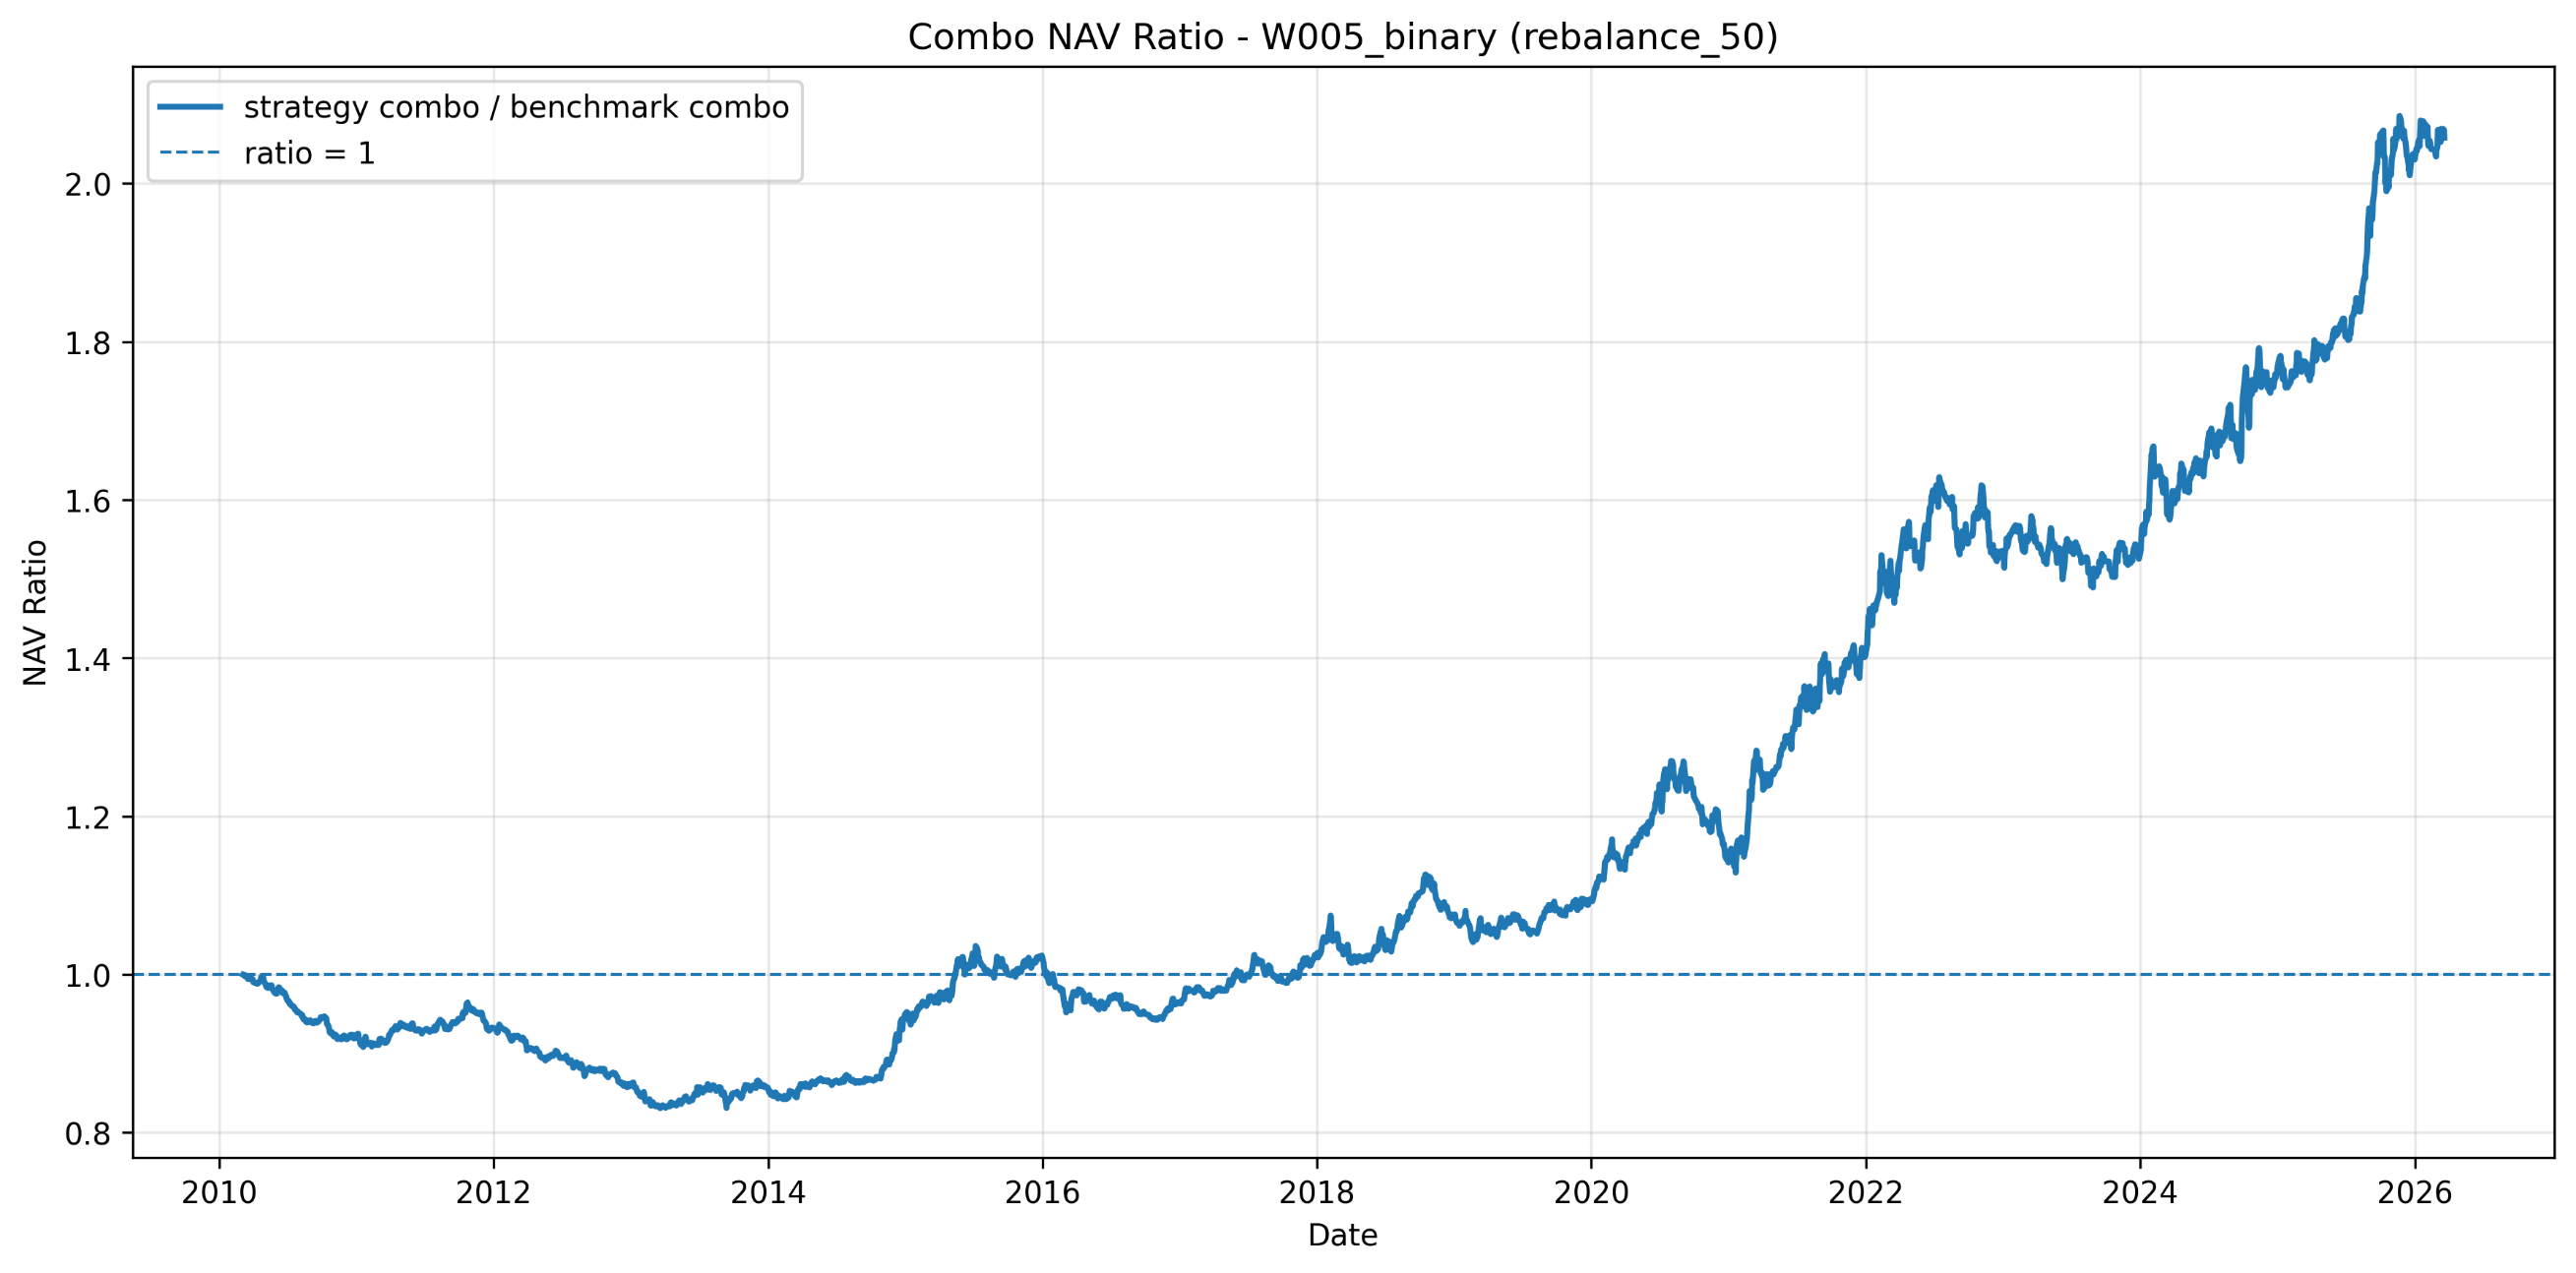 Combo NAV Ratio - W005_binary (rebalance_50)
strategy combo / benchmark combo
ratio = 1
NAV Ratio
2.0
1.8
1.6
1.4
1.2
1.0
0.8
2010 2012 2014 2016 2018 2020 2022 2024 2026
Date